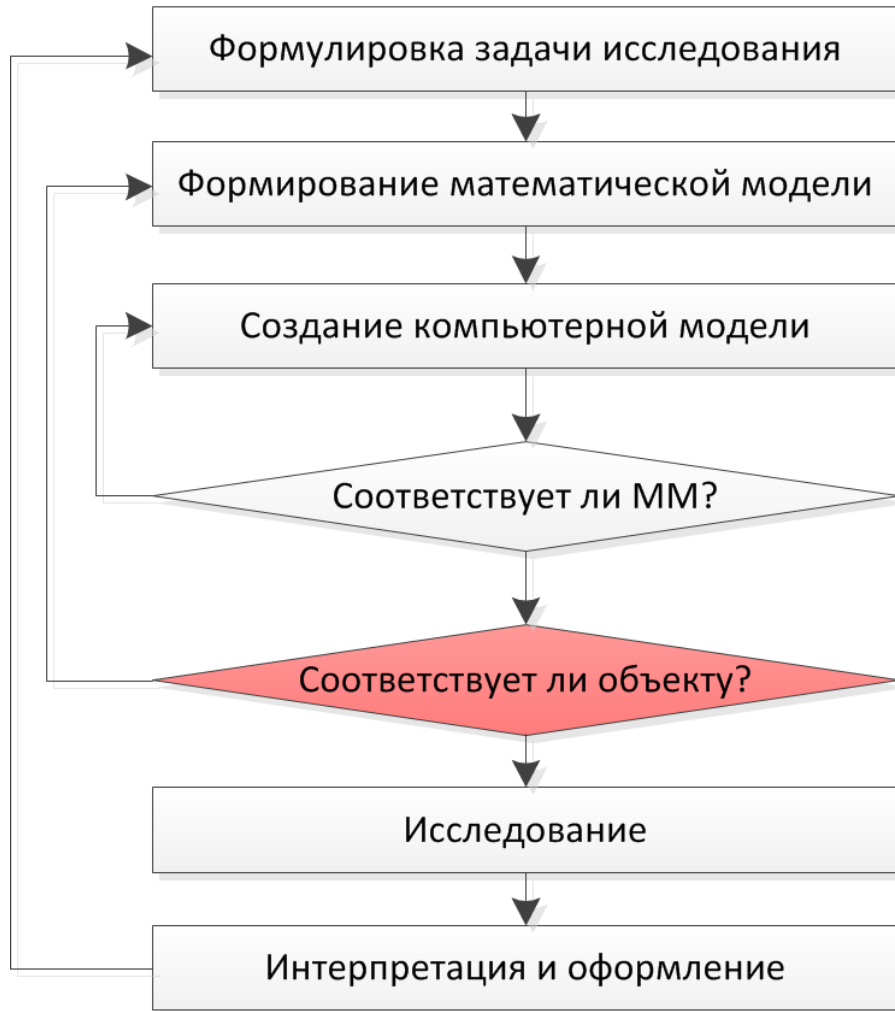 Формулировка задачи исследования
Формирование математической модели
Создание компьютерной модели
Соответствует ли ММ?
Соответствует ли объекту?
Исследование
Интерпретация и оформление